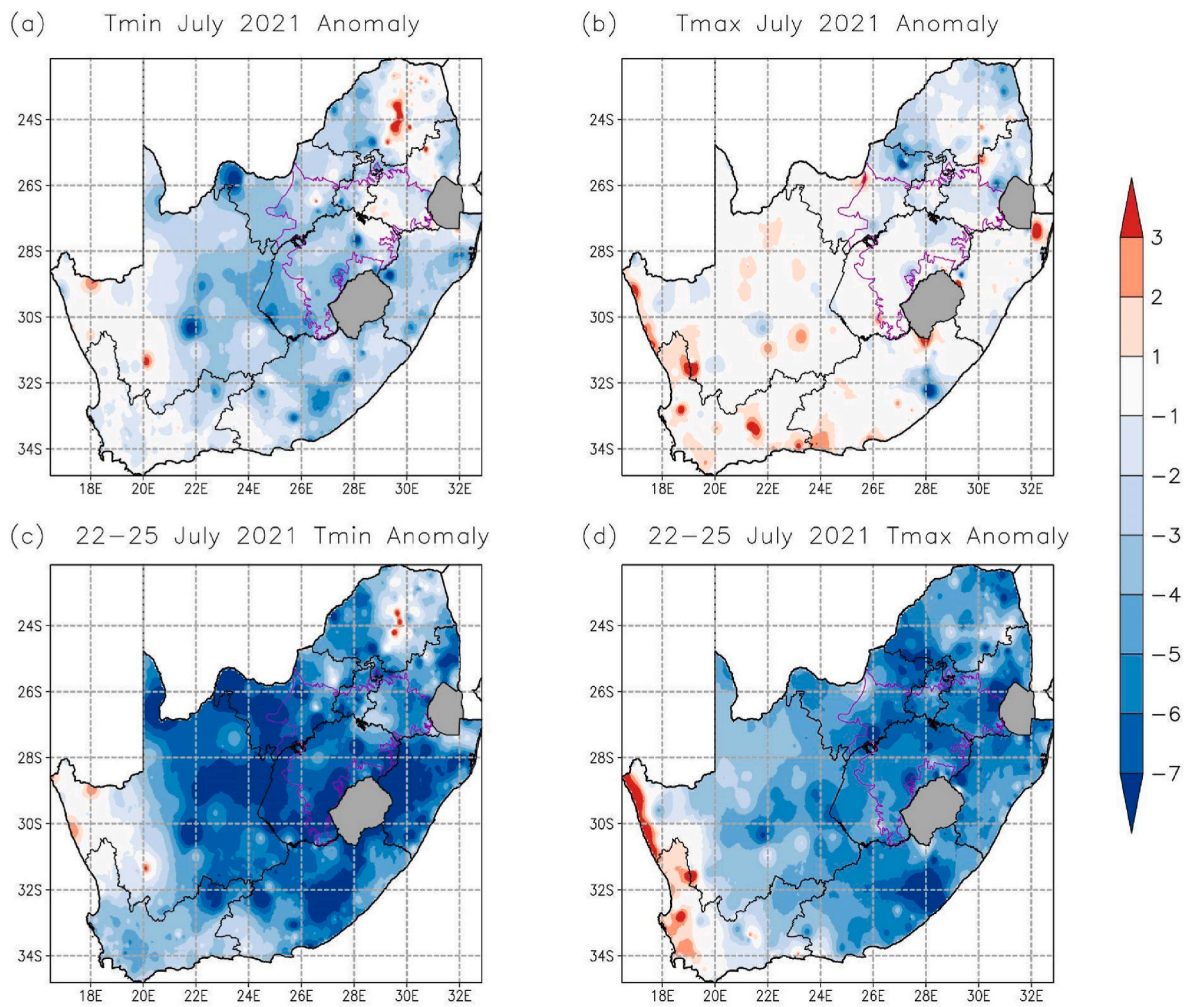 (a) Tmin July 2021 Anomaly
(b) Tmax July 2021 Anomaly
24S
26S
28S
30S
32S
34S
18E 20E 22E 24E 26E 28E 30E 32E
24S
26S
28S
30S
32S
34S
18E 20E 22E 24E 26E 28E 30E 32E
3
2
1
−1
−2
−3
−4
−5
−6
−7
(c) 22−25 July 2021 Tmin Anomaly
(d) 22−25 July 2021 Tmax Anomaly
24S
26S
28S
30S
32S
34S
18E 20E 22E 24E 26E 28E 30E 32E
24S
26S
28S
30S
32S
34S
18E 20E 22E 24E 26E 28E 30E 32E